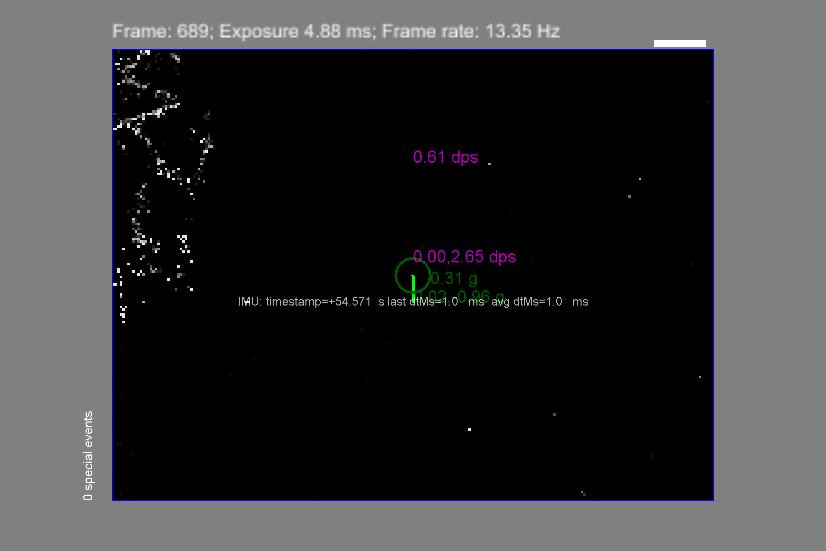 Frame: 689; Exposure 4.88 ms; Frame rate: 13.35 Hz
0.61 dps
0.00,2.65 dps
0.31 g
0.96 g
IMU: timestamp=+54.571 s last dtMs=1.0 ms avg dtMs=1.0 ms
0 special events